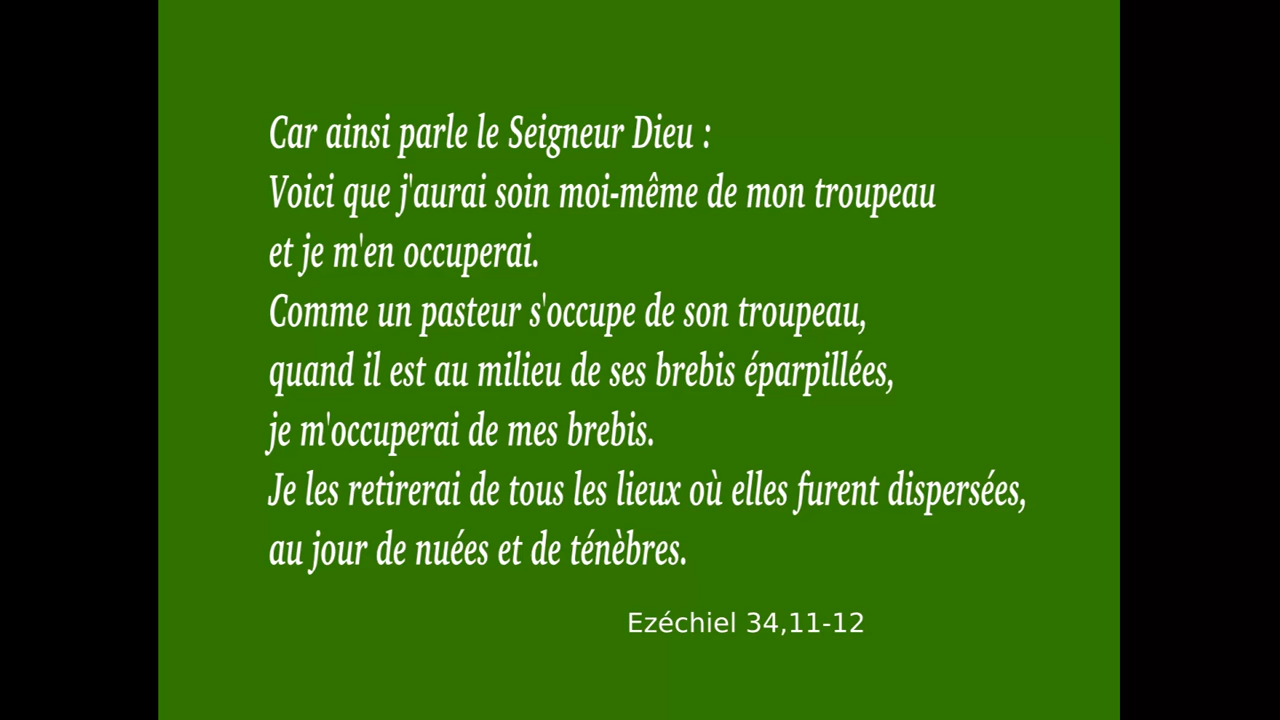 Car ainsi parle le Seigneur Dieu :
Voici que j'aurai soin moi-même de mon troupeau
et je m'en occuperai.
Comme un pasteur s'occupe de son troupeau,
quand il est au milieu de ses brebis éparpillées,
je m'occuperai de mes brebis.
Je les retirerai de tous les lieux où elles furent dispersées,
au jour de nuées et de ténèbres.
Ezéchiel 34,11-12